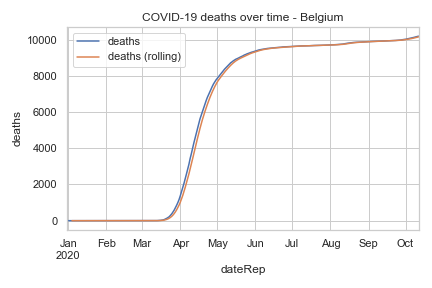 COVID-19 deaths over time - Belgium
deaths
deaths (rolling)
10000
8000
6000
4000
2000
0
deaths
Jan Feb Mar Apr May Jun Jul Aug Sep Oct
2020
dateRep